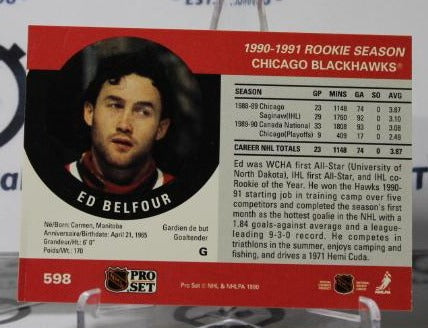 1990-1991 ROOKIE SEASON
CHICAGO BLACKHAWKS®
SEASON GP MINS GA SO AVG
1988-89 Chicago 23 1148 74 0 3.87
Saginaw(IHL) 29 1760 92 0 3.10
1989-90 Canada National 33 1808 93 0 3.08
Chicago(Playoffs) 9 409 17 0 2.49
CAREER NHL TOTALS 23 1148 74 0 3.87
ED BELFOUR
Né/Born: Carmen, Manitoba
Anniversaire/Birthdate: April 21, 1965
Grandeur/Ht: 6' 0"
Poids/Wt: 170
Gardien de but
Goaltender
G
Ed was WCHA first All-Star (University of
North Dakota), IHL first All-Star, and IHL co-
Rookie of the Year. He won the Hawks 1990-
91 starting job in training camp over five
competitors and completed the season's first
month as the hottest goalie in the NHL with a
1.84 goals-against average and a league-
leading 9-3-0 record. He competes in
triathlons in the summer, enjoys camping and
fishing, and drives a 1971 Hemi Cuda.
598
NHL
PRO
SET
Pro Set © NHL & NHLPA 1990
NHLPA